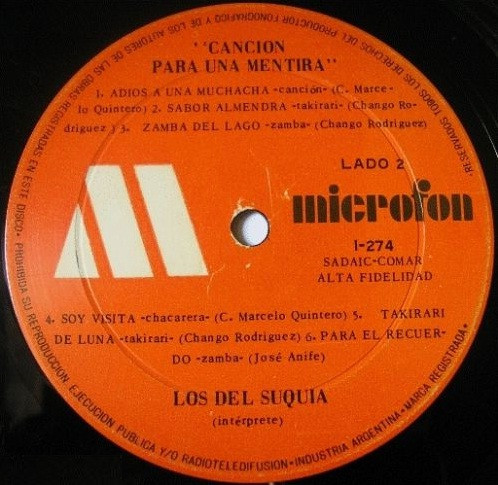 "CANCION
PARA UNA MENTIRA"
1. ADIOS A UNA MUCHACHA -canción- (C. Marce-
lo Quintero) 2. SABOR ALMENDRA -takirati- (Chango Ro-
driguez) 3. ZAMBA DEL LAGO -zamba- (Chango Rodriguez)
LADO 2
microfon
1-274
SADAIC-COMAR
ALTA FIDELIDAD
4. SOY VISITA -chacarera- (C. Marcelo Quintero) 5. TAKIRARI
DE LUNA -takirati- (Chango Rodriguez) 6. PARA EL RECUER-
DO -zamba- (José Anife)
LOS DEL SUQUIA
(intérprete)
RESERVADOS TODOS LOS DERECHOS DEL PRODUCTOR FONOGRAFICO Y DE LOS AUTORES DE LAS OBRAS REGISTRADAS EN ESTE DISCO • PROHIBIDA SU REPRODUCCION EJECUCION PUBLICA Y/O RADIOTELEDIFUSION • INDUSTRIA ARGENTINA • MARCA REGISTRADA •